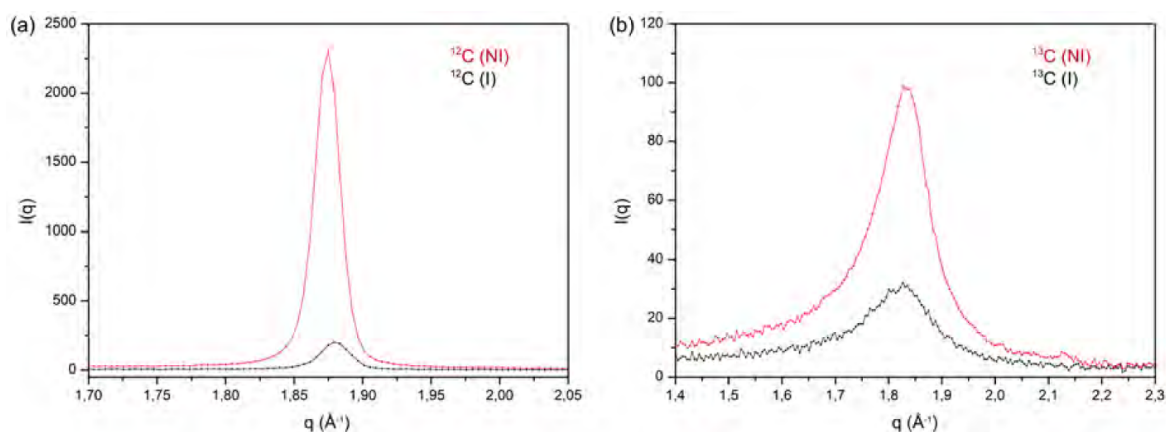 (a)
2500
2000
1500
1000
500
0
I(q)
¹²C (NI)
¹²C (I)
1,70 1,75 1,80 1,85 1,90 1,95 2,00 2,05
q (Å⁻¹)
(b)
120
100
80
60
40
20
0
I(q)
¹³C (NI)
¹³C (I)
1,4 1,5 1,6 1,7 1,8 1,9 2,0 2,1 2,2 2,3
q (Å⁻¹)